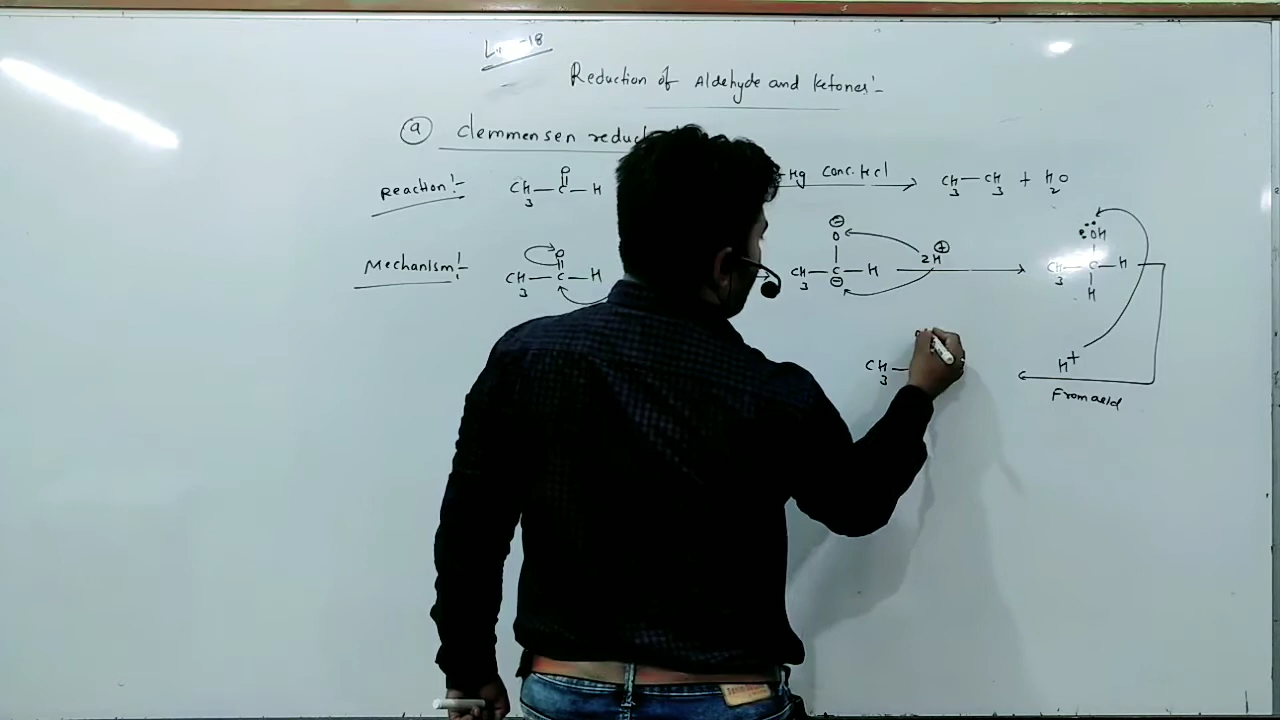 -18
Reduction of Aldehyde and Ketones:-
(a) Clemmensen reduc
Reaction:- CH3—C(=O)—H -Hg Conc. HCl → CH3—CH3 + H2O
Mechanism:- CH3—C(=O)—H CH3—C(O⊖)(⊖)—H 2H⊕ → CH3—C(ÖH)(H)—H
CH3— H+
From acid